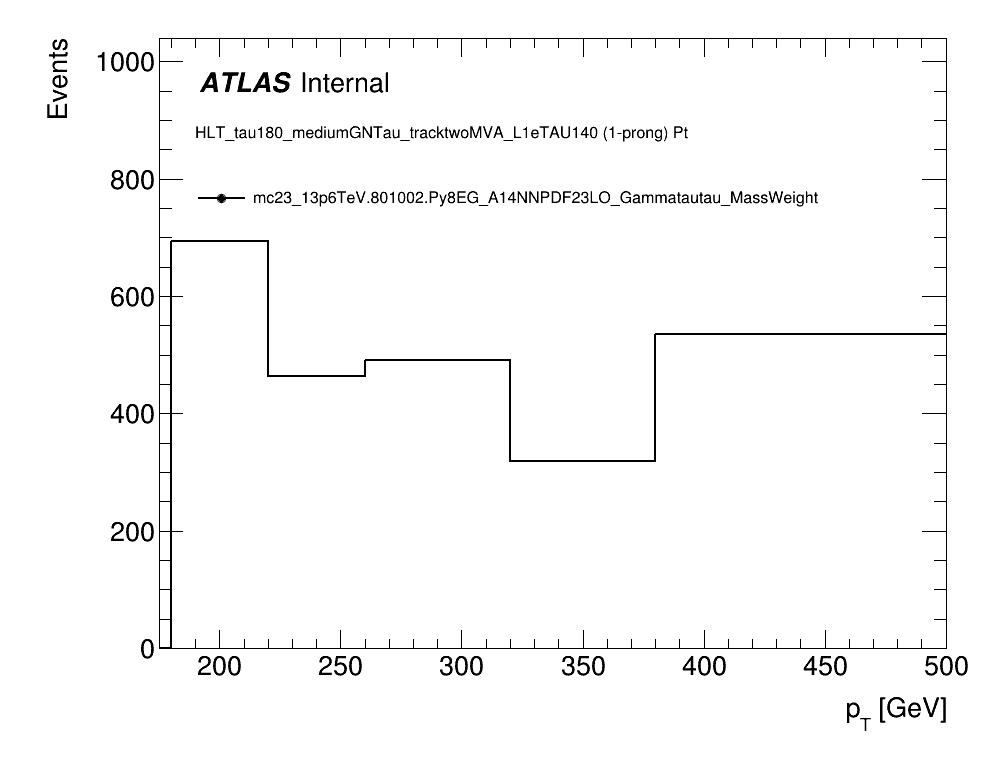 Events
1000
800
600
400
200
0
ATLAS Internal
HLT_tau180_mediumGNTau_tracktwoMVA_L1eTAU140 (1-prong) Pt
mc23_13p6TeV.801002.Py8EG_A14NNPDF23LO_Gammatautau_MassWeight
200 250 300 350 400 450 500
p_T [GeV]